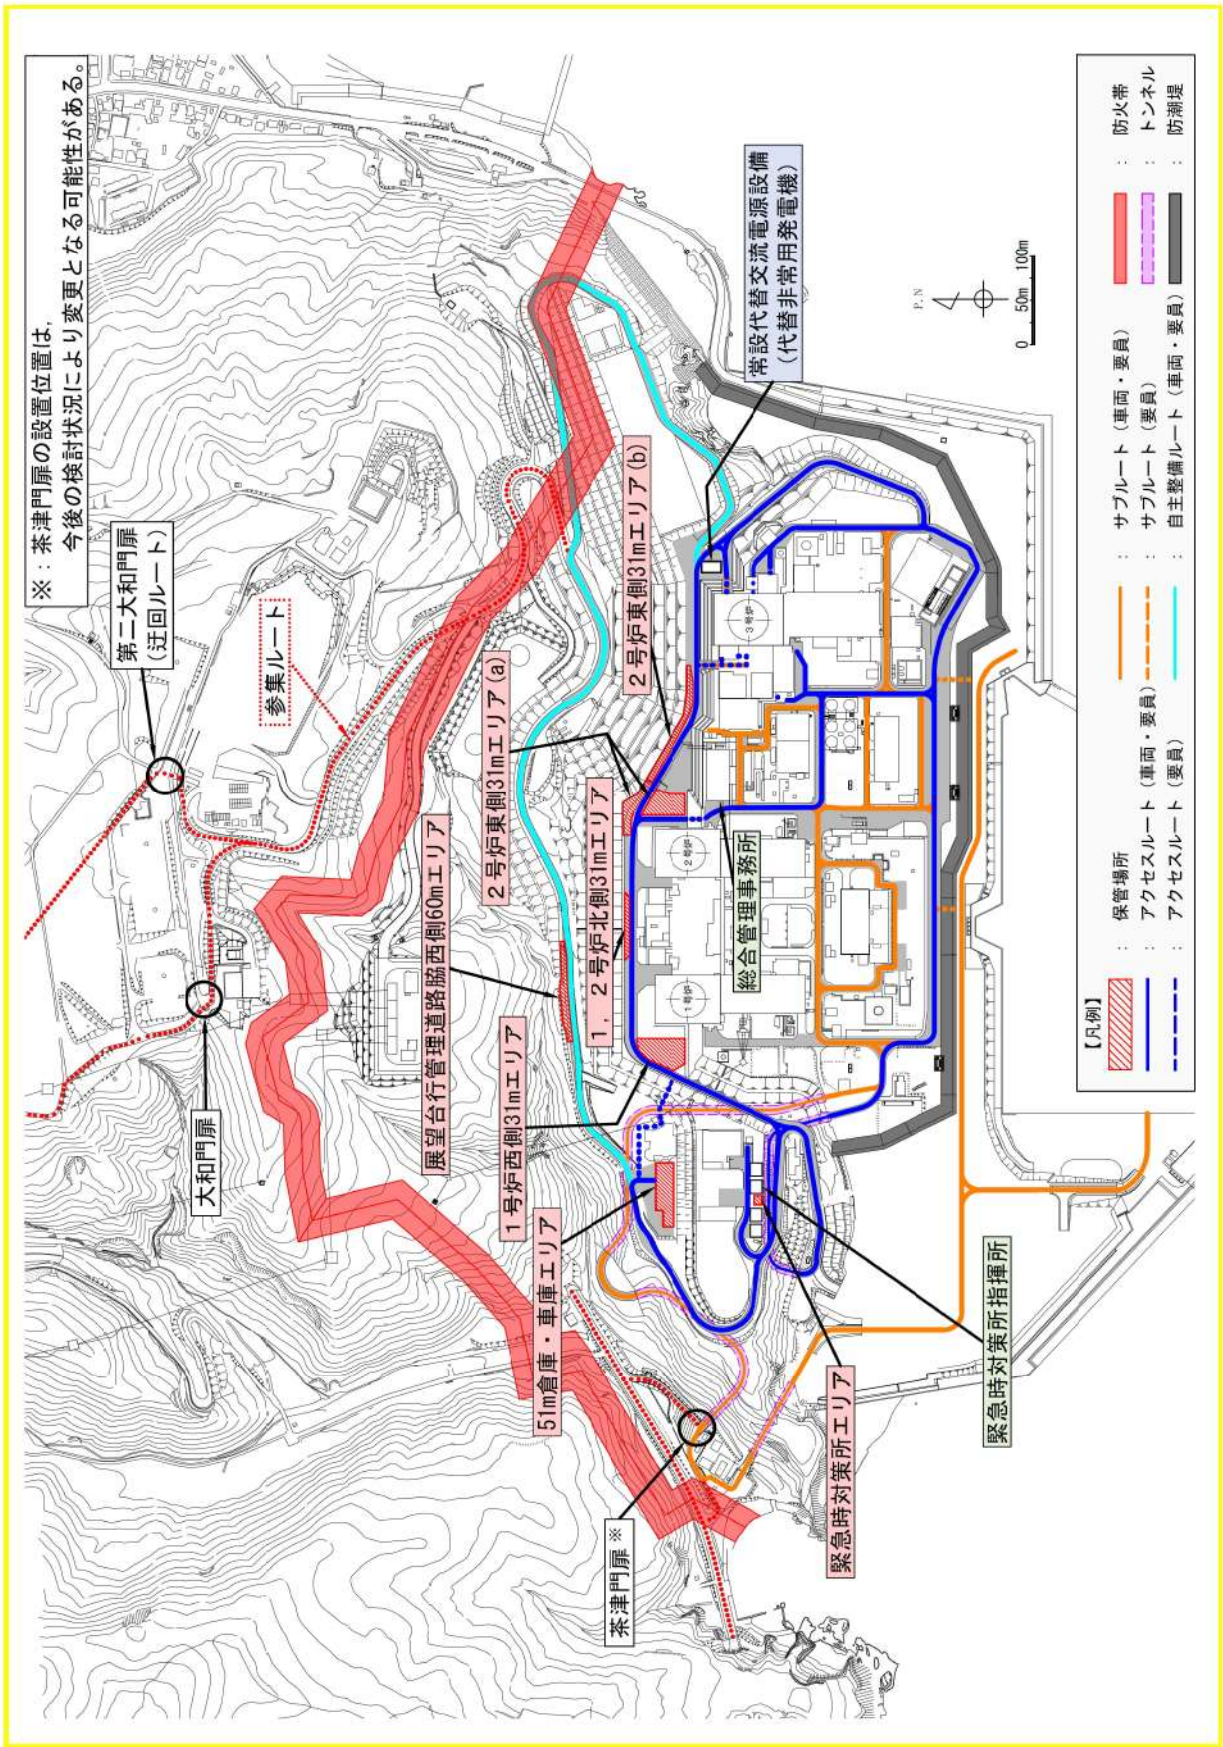 ※：茶津門扉の設置位置は，
今後の検討状況により変更となる可能性がある。
第二大和門扉
（迂回ルート）
参集ルート
大和門扉
展望台行管理道路脇西側60mエリア
2号炉東側31mエリア(a)
2号炉東側31mエリア(b)
1，2号炉北側31mエリア
1号炉西側31mエリア
51m倉庫・車庫エリア
茶津門扉※
緊急時対策所エリア
緊急時対策所指揮所
総合管理事務所
常設代替交流電源設備
（代替非常用発電機）
1号炉
2号炉
3号炉
P.N
0 50m 100m
【凡例】
：保管場所
：アクセスルート（車両・要員）
：アクセスルート（要員）
：サブルート（車両・要員）
：サブルート（要員）
：自主整備ルート（車両・要員）
：防火帯
：トンネル
：防潮堤